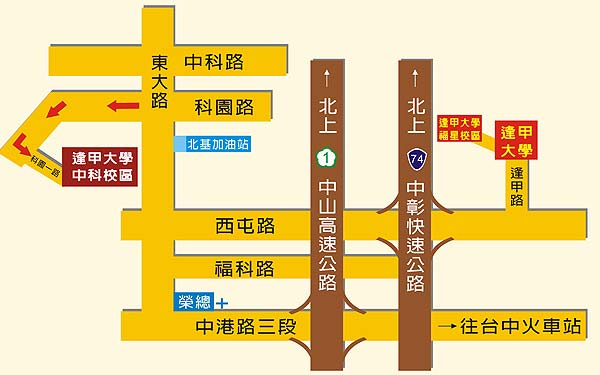 中科路
東大路
科園路
北上
北上
逢甲大學
福星校區
逢甲
大學
北基加油站
逢甲大學
中科校區
科園一路
1
74
中山高速公路
中彰快速公路
逢甲路
西屯路
福科路
榮總
中港路三段
→往台中火車站